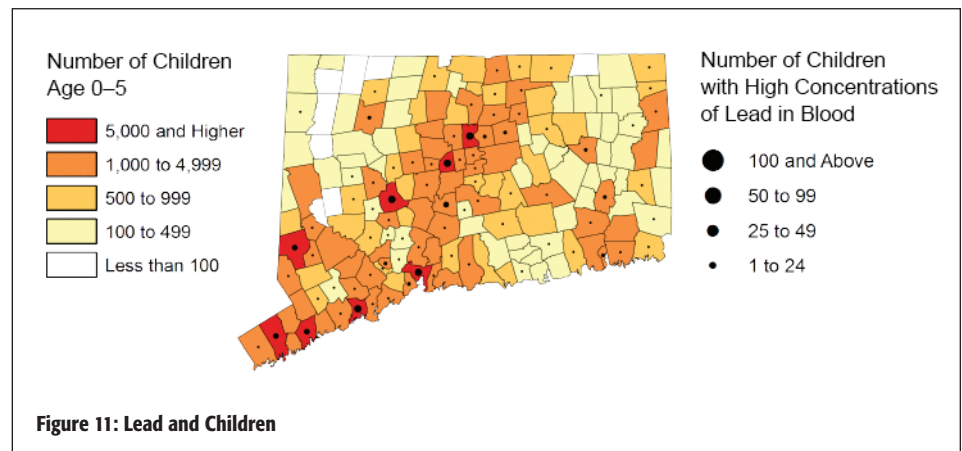 Number of Children
Age 0–5
5,000 and Higher
1,000 to 4,999
500 to 999
100 to 499
Less than 100
Number of Children
with High Concentrations
of Lead in Blood
100 and Above
50 to 99
25 to 49
1 to 24
Figure 11: Lead and Children